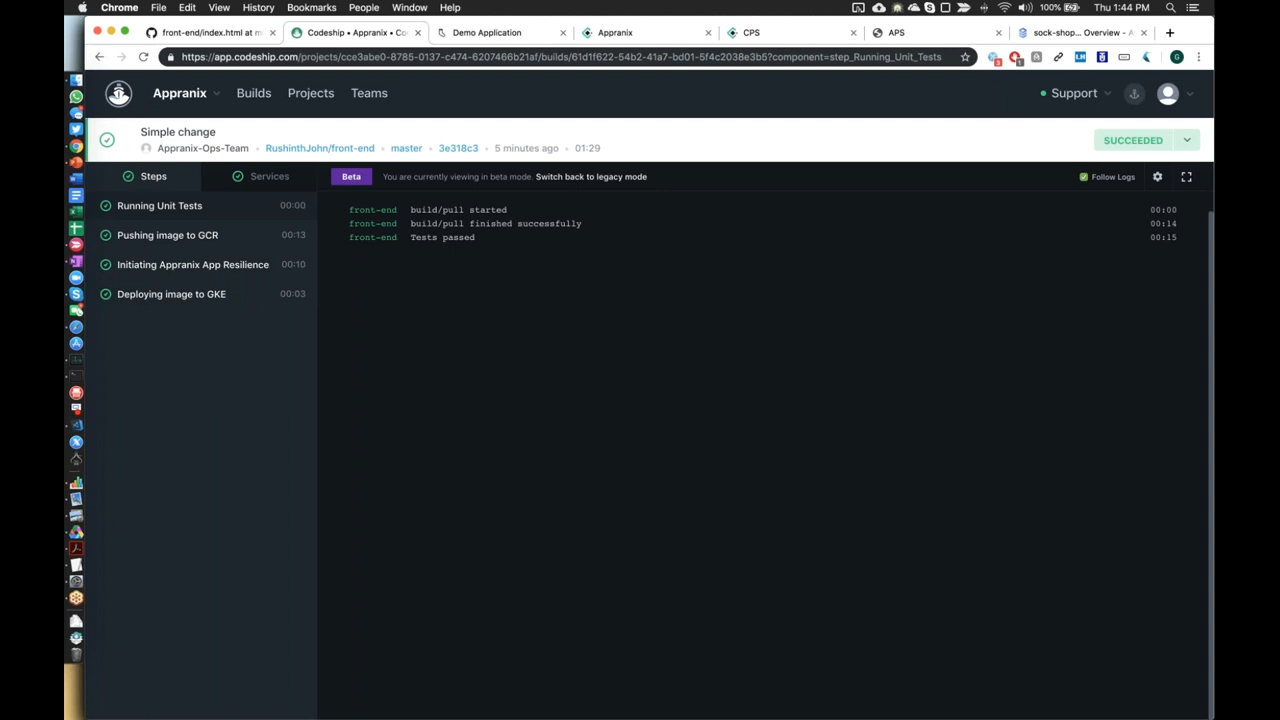 Chrome File Edit View History Bookmarks People Window Help 100% Thu 1:44 PM
front-end/index.html at m Codeship • Appranix • Co Demo Application Appranix CPS APS sock-shop... Overview - A
https://app.codeship.com/projects/cce3abe0-8785-0137-c474-6207466b21af/builds/61d1f622-54b2-41a7-bd01-5f4c2038e3b5?component=step_Running_Unit_Tests
Appranix Builds Projects Teams Support
Simple change
Appranix-Ops-Team • RushinthJohn/front-end • master • 3e318c3 • 5 minutes ago • 01:29 SUCCEEDED
Steps Services Beta You are currently viewing in beta mode. Switch back to legacy mode Follow Logs
Running Unit Tests 00:00
Pushing image to GCR 00:13
Initiating Appranix App Resilience 00:10
Deploying image to GKE 00:03
front-end build/pull started 00:00
front-end build/pull finished successfully 00:14
front-end Tests passed 00:15